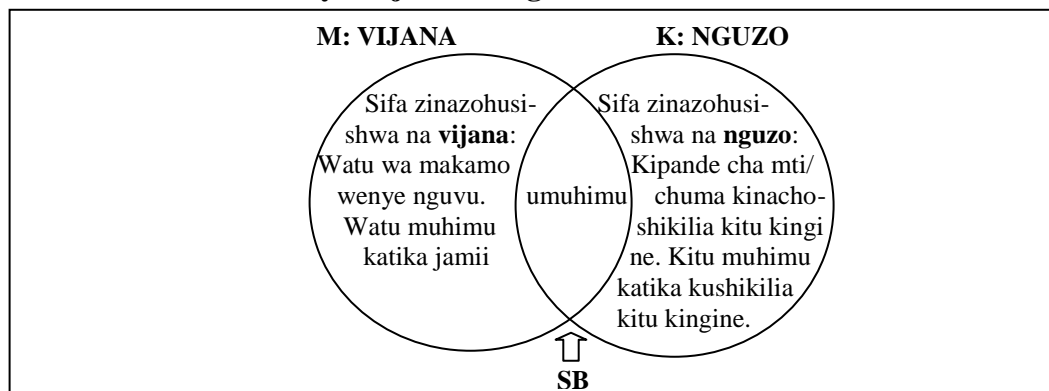 M: VIJANA
K: NGUZO
Sifa zinazohusi-
shwa na vijana:
Watu wa makamo
wenye nguvu.
Watu muhimu
katika jamii
umuhimu
Sifa zinazohusi-
shwa na nguzo:
Kipande cha mti/
chuma kinacho-
shikilia kitu kingi
ne. Kitu muhimu
katika kushikilia
kitu kingine.
SB